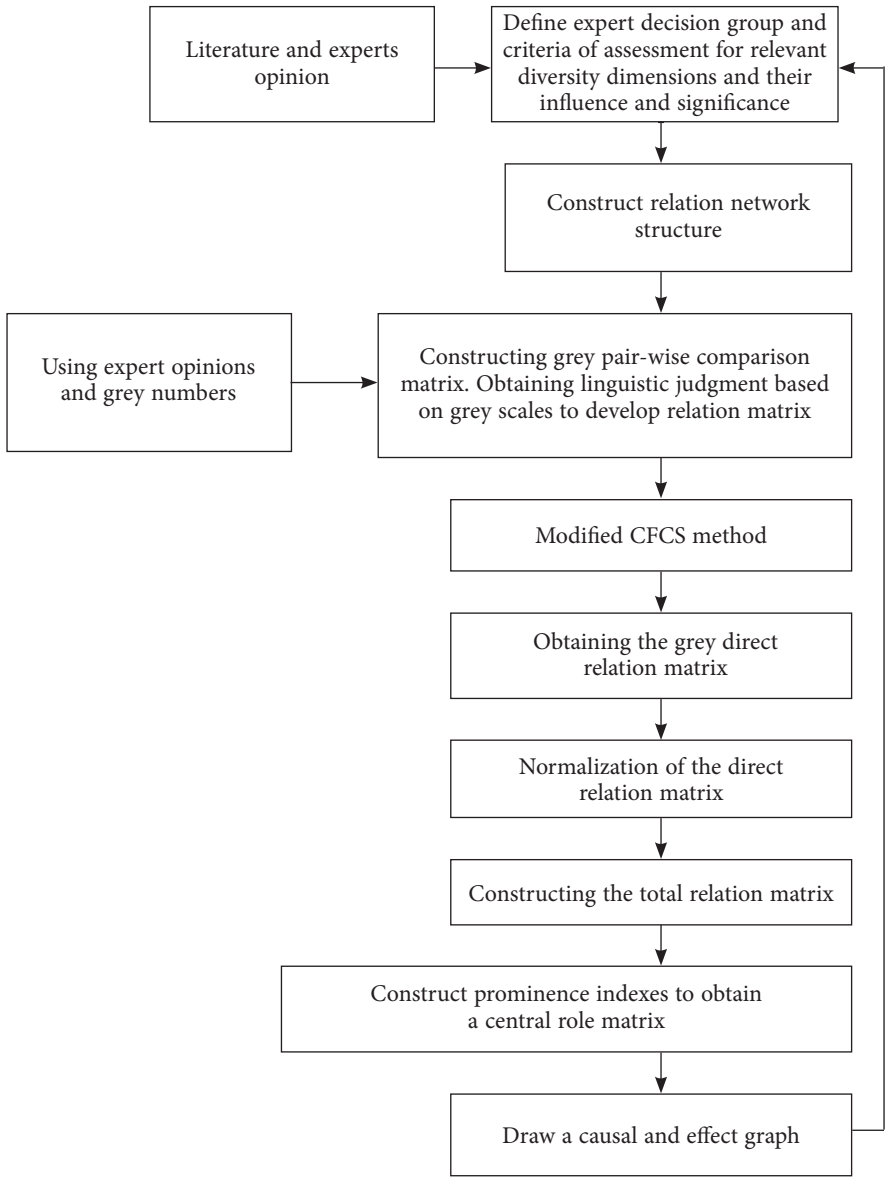 Literature and experts
opinion
Define expert decision group and
criteria of assessment for relevant
diversity dimensions and their
influence and significance
Construct relation network
structure
Using expert opinions
and grey numbers
Constructing grey pair-wise comparison
matrix. Obtaining linguistic judgment based
on grey scales to develop relation matrix
Modified CFCS method
Obtaining the grey direct
relation matrix
Normalization of the direct
relation matrix
Constructing the total relation matrix
Construct prominence indexes to obtain
a central role matrix
Draw a causal and effect graph